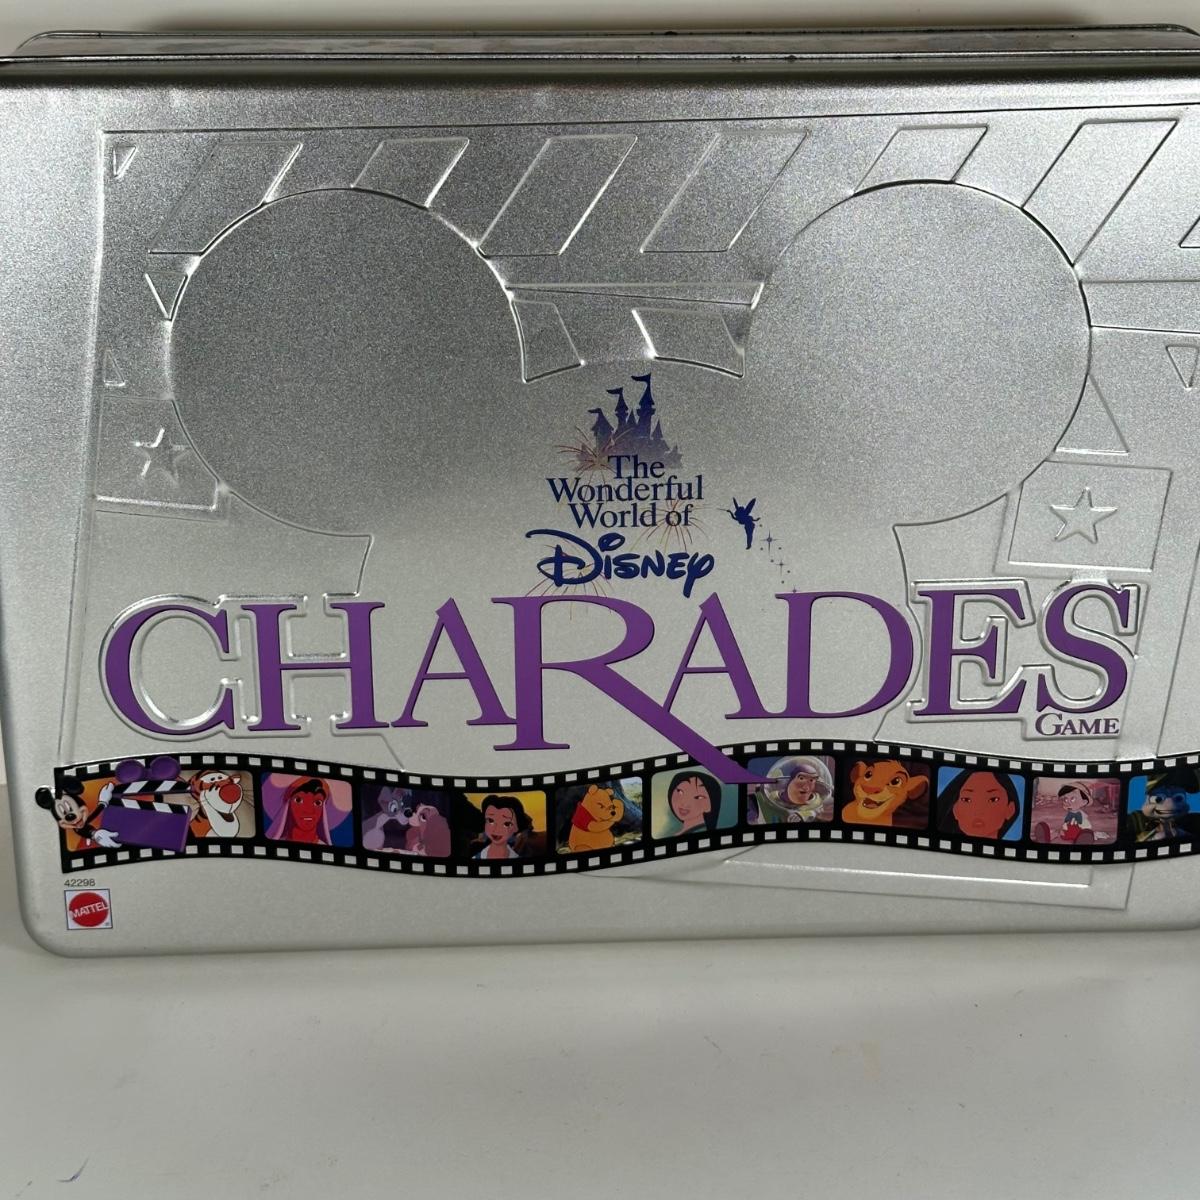 The
Wonderful
World of
Disney
CHARADES
GAME
42298
MATTEL